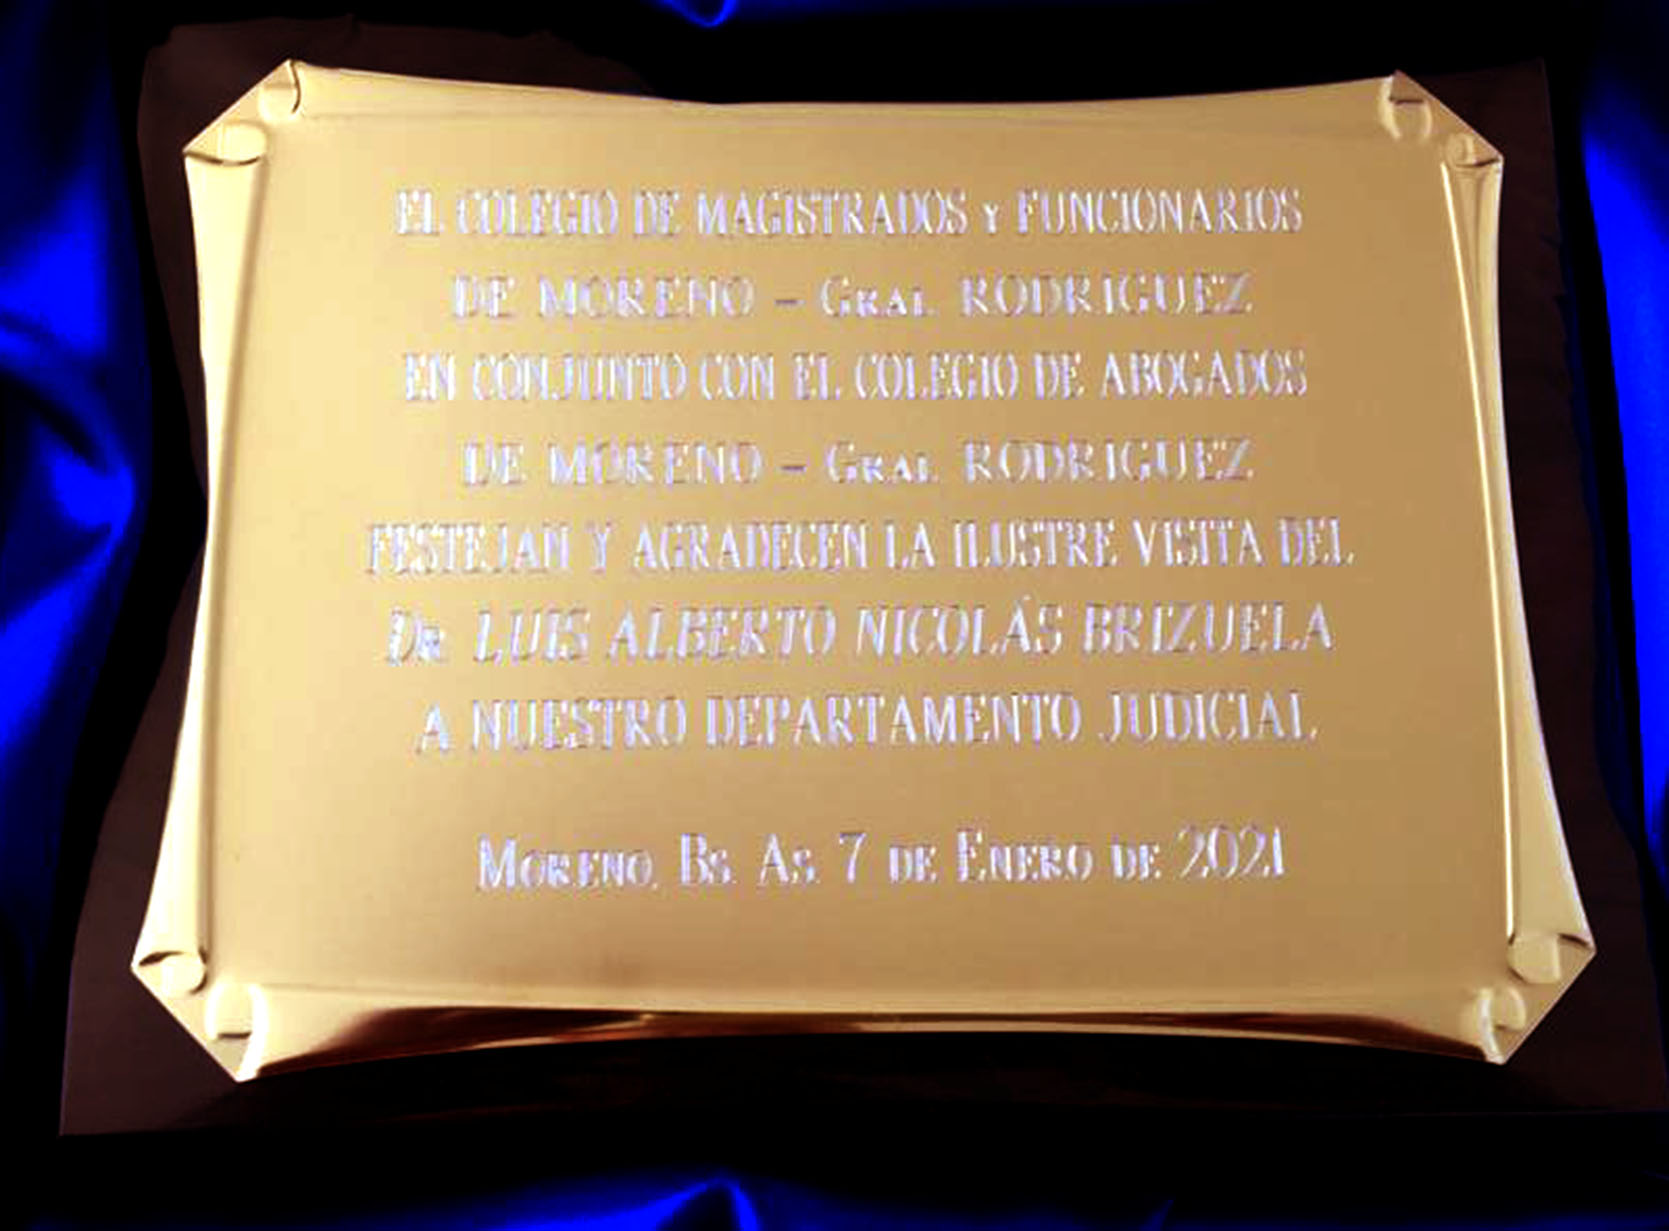 EL COLEGIO DE MAGISTRADOS Y FUNCIONARIOS
DE MORENO – GRAL. RODRIGUEZ
EN CONJUNTO CON EL COLEGIO DE ABOGADOS
DE MORENO – GRAL. RODRIGUEZ
FESTEJAN Y AGRADECEN LA ILUSTRE VISITA DEL
DR. LUIS ALBERTO NICOLÁS BRIZUELA
A NUESTRO DEPARTAMENTO JUDICIAL
MORENO, BS. AS. 7 DE ENERO DE 2021